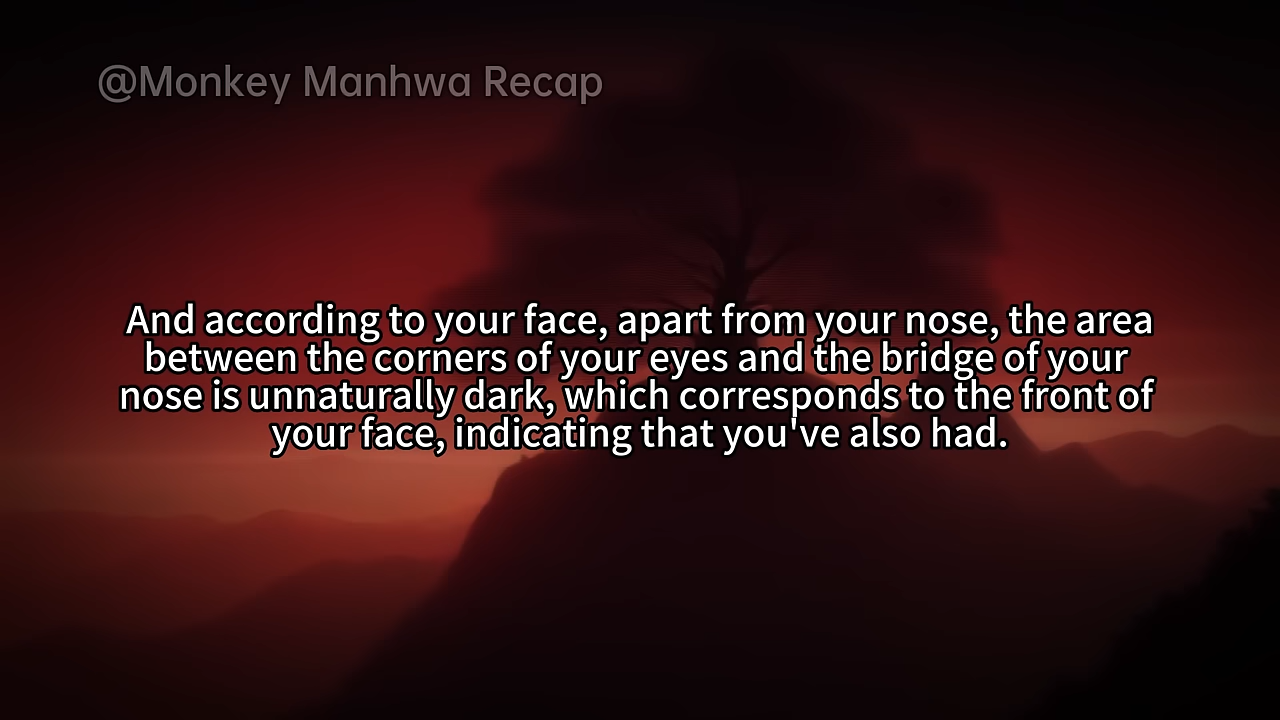 @Monkey Manhwa Recap
And according to your face, apart from your nose, the area
between the corners of your eyes and the bridge of your
nose is unnaturally dark, which corresponds to the front of
your face, indicating that you've also had.